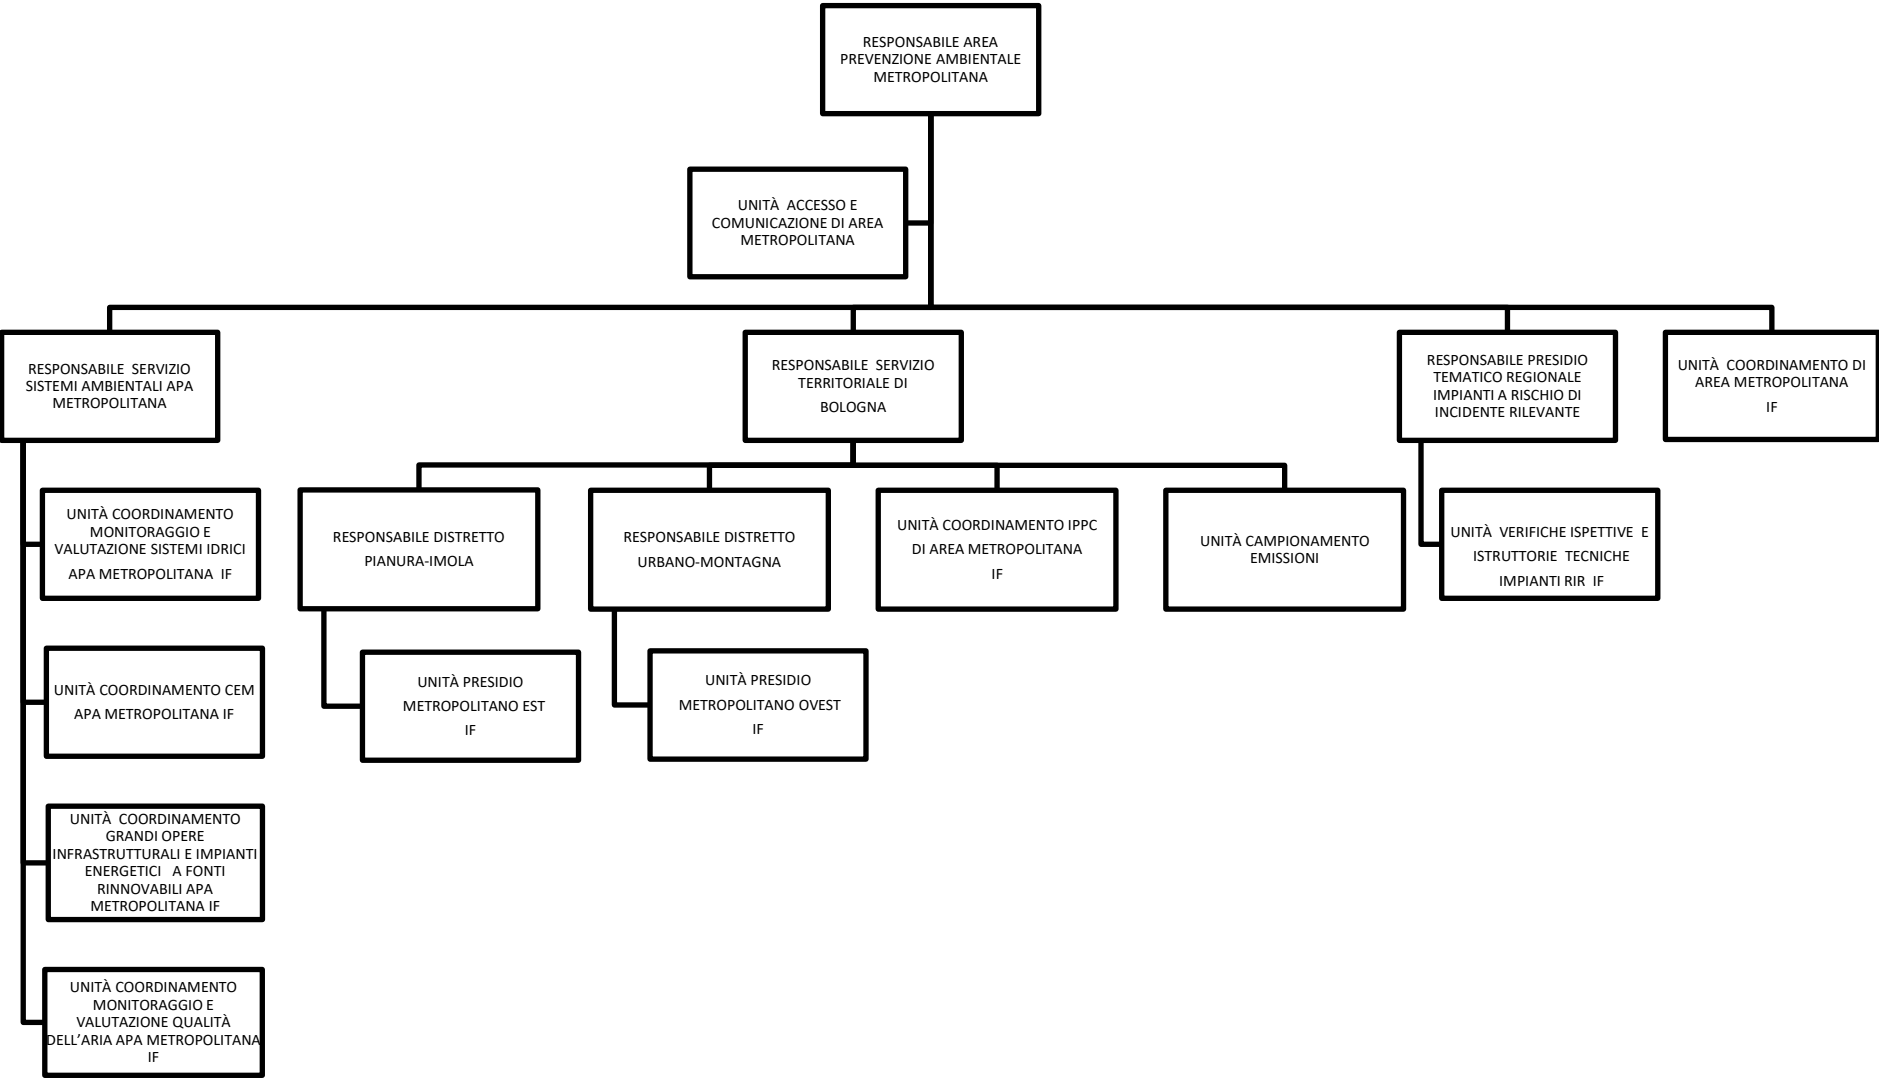 RESPONSABILE AREA
PREVENZIONE AMBIENTALE
METROPOLITANA
UNITÀ ACCESSO E
COMUNICAZIONE DI AREA
METROPOLITANA
RESPONSABILE SERVIZIO
SISTEMI AMBIENTALI APA
METROPOLITANA
RESPONSABILE SERVIZIO
TERRITORIALE DI
BOLOGNA
RESPONSABILE PRESIDIO
TEMATICO REGIONALE
IMPIANTI A RISCHIO DI
INCIDENTE RILEVANTE
UNITÀ COORDINAMENTO DI
AREA METROPOLITANA
IF
UNITÀ COORDINAMENTO
MONITORAGGIO E
VALUTAZIONE SISTEMI IDRICI
APA METROPOLITANA IF
RESPONSABILE DISTRETTO
PIANURA-IMOLA
RESPONSABILE DISTRETTO
URBANO-MONTAGNA
UNITÀ COORDINAMENTO IPPC
DI AREA METROPOLITANA
IF
UNITÀ CAMPIONAMENTO
EMISSIONI
UNITÀ VERIFICHE ISPETTIVE E
ISTRUTTORIE TECNICHE
IMPIANTI RIR IF
UNITÀ COORDINAMENTO CEM
APA METROPOLITANA IF
UNITÀ PRESIDIO
METROPOLITANO EST
IF
UNITÀ PRESIDIO
METROPOLITANO OVEST
IF
UNITÀ COORDINAMENTO
GRANDI OPERE
INFRASTRUTTURALI E IMPIANTI
ENERGETICI A FONTI
RINNOVABILI APA
METROPOLITANA IF
UNITÀ COORDINAMENTO
MONITORAGGIO E
VALUTAZIONE QUALITÀ
DELL'ARIA APA METROPOLITANA
IF